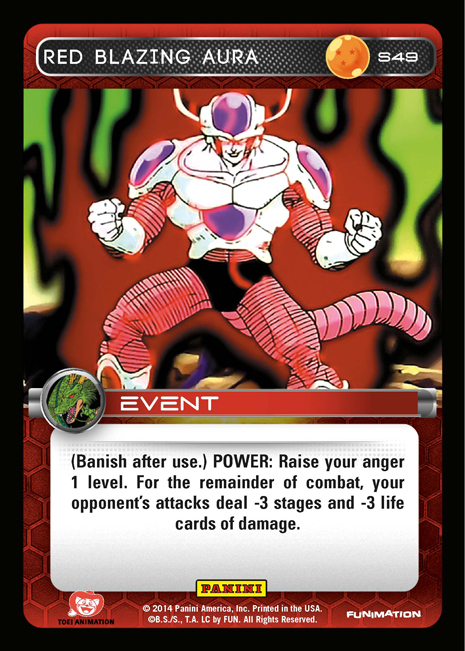 RED BLAZING AURA S49
EVENT
(Banish after use.) POWER: Raise your anger
1 level. For the remainder of combat, your
opponent's attacks deal -3 stages and -3 life
cards of damage.
PANINI
© 2014 Panini America, Inc. Printed in the USA.
©B.S./S., T.A. LC by FUN. All Rights Reserved.
TOEI ANIMATION
FUNIMATION